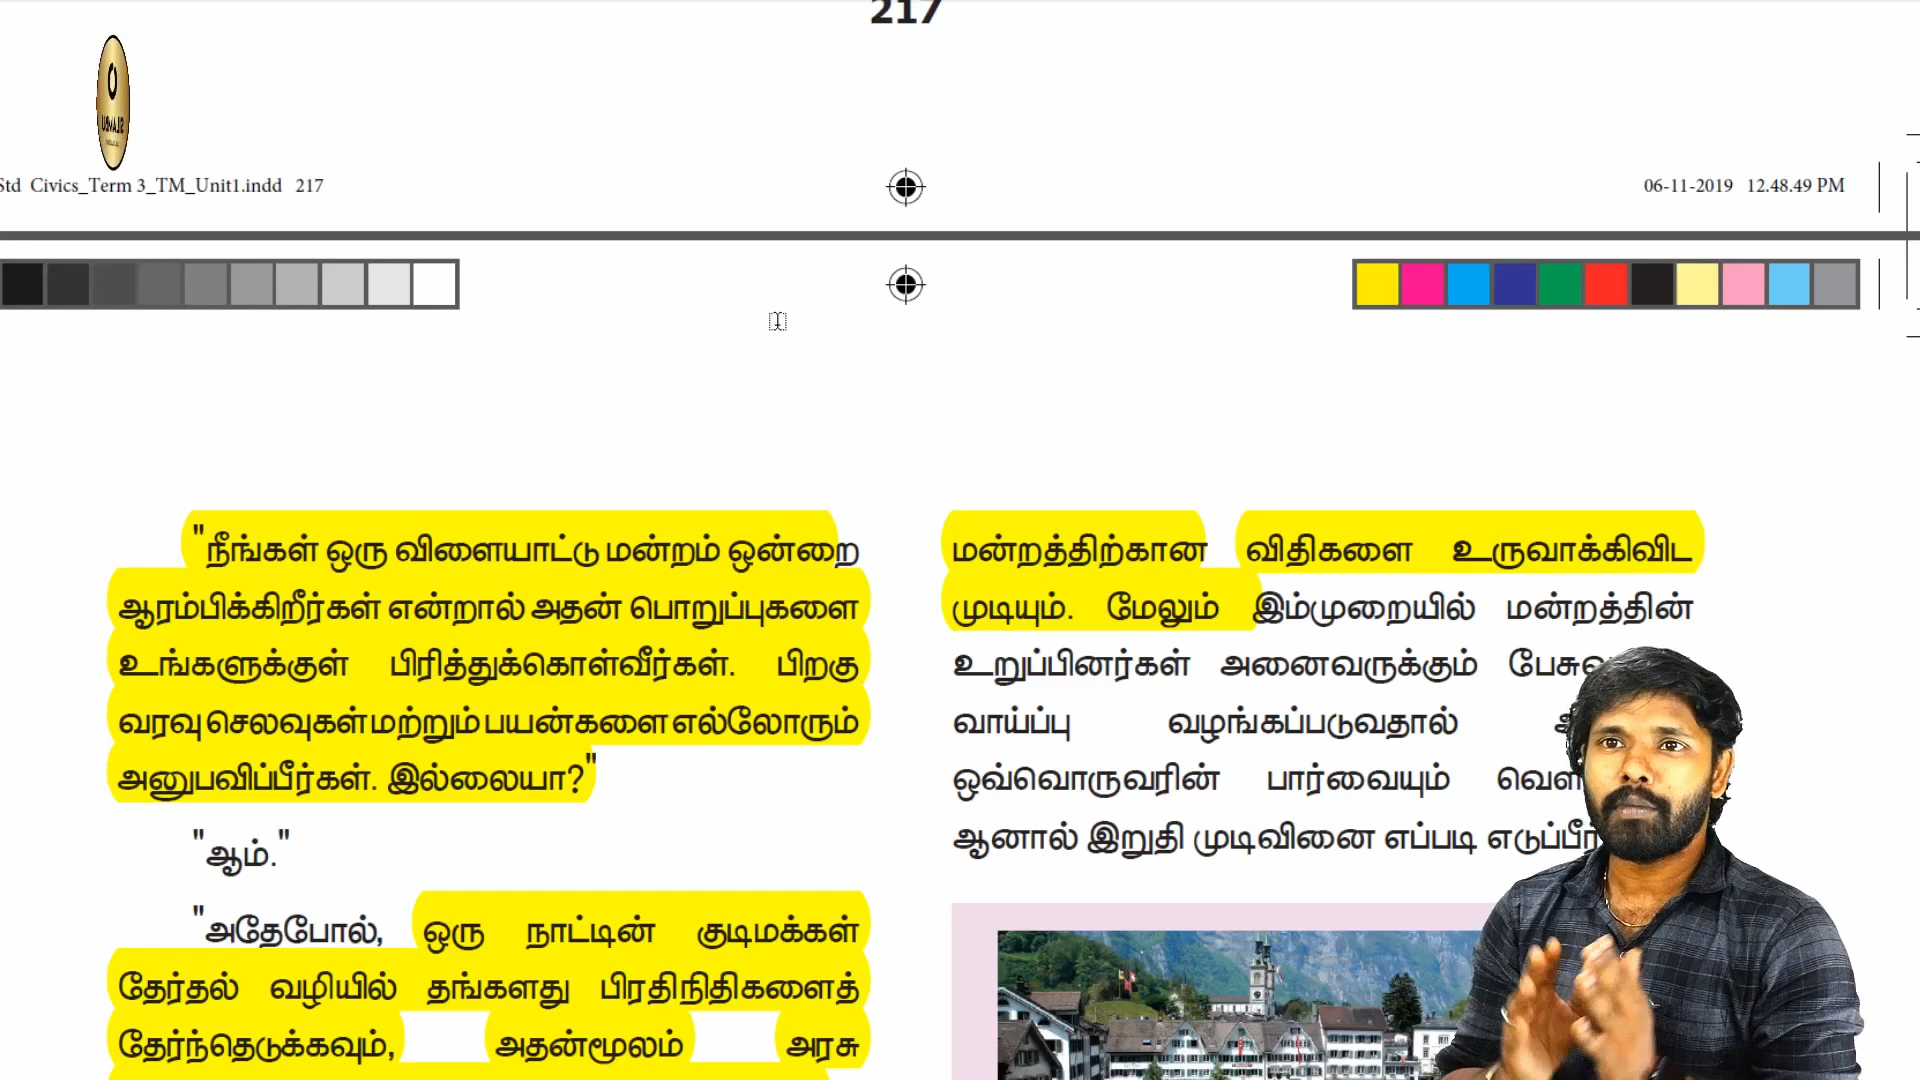 217
Std Civics_Term 3_TM_Unit1.indd 217
06-11-2019 12.48.49 PM
"நீங்கள் ஒரு விளையாட்டு மன்றம் ஒன்றை
ஆரம்பிக்கிறீர்கள் என்றால் அதன் பொறுப்புகளை
உங்களுக்குள் பிரித்துக்கொள்வீர்கள். பிறகு
வரவு செலவுகள் மற்றும் பயன்களை எல்லோரும்
அனுபவிப்பீர்கள். இல்லையா?"
"ஆம்."
"அதேபோல், ஒரு நாட்டின் குடிமக்கள்
தேர்தல் வழியில் தங்களது பிரதிநிதிகளைத்
தேர்ந்தெடுக்கவும், அதன்மூலம் அரசு
மன்றத்திற்கான விதிகளை உருவாக்கிவிட
முடியும். மேலும் இம்முறையில் மன்றத்தின்
உறுப்பினர்கள் அனைவருக்கும்
வாய்ப்பு வழங்கப்படுவதால்
ஒவ்வொருவரின் பார்வையும்
ஆனால் இறுதி முடிவினை எப்படி